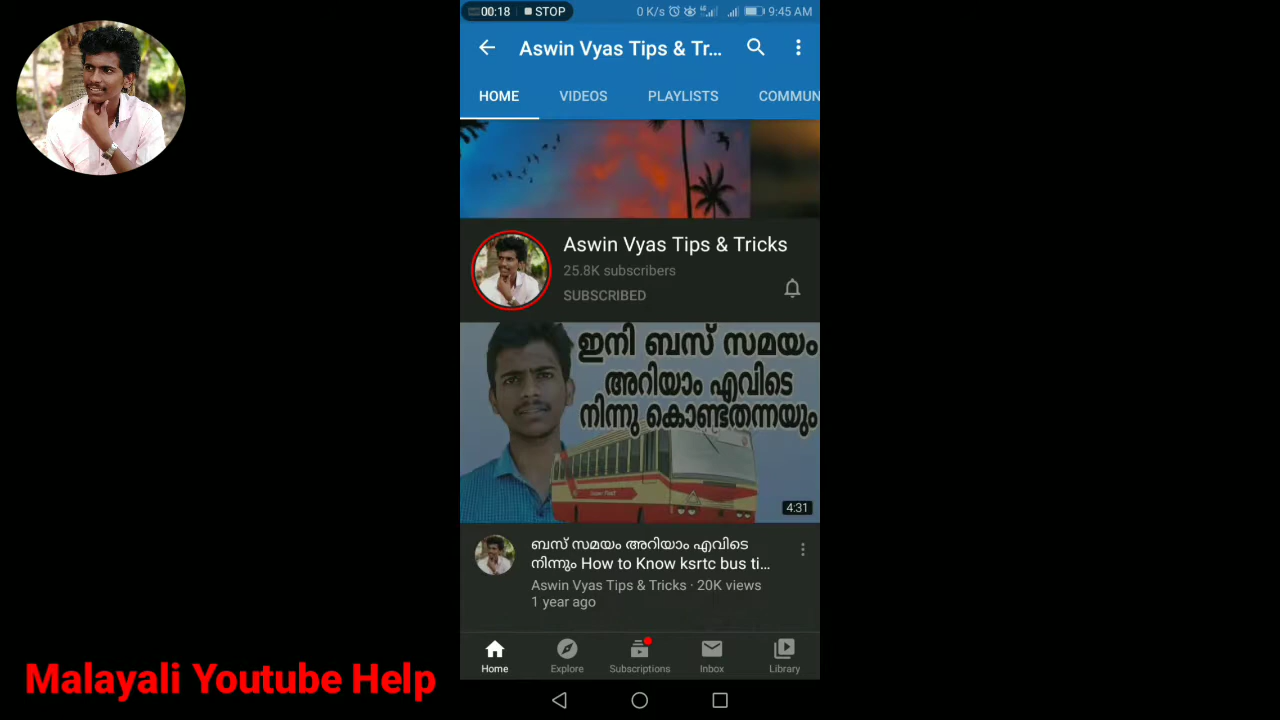 00:18 STOP 0 K/s 9:45 AM
Aswin Vyas Tips & Tr...
HOME VIDEOS PLAYLISTS COMMUN
Aswin Vyas Tips & Tricks
25.8K subscribers
SUBSCRIBED
ഇനി ബസ് സമയം
അറിയാം എവിടെ
നിന്നു കൊണ്ടതന്നയും
4:31
ബസ് സമയം അറിയാം എവിടെ
നിന്നും How to Know ksrtc bus ti...
Aswin Vyas Tips & Tricks · 20K views
1 year ago
Home Explore Subscriptions Inbox Library
Malayali Youtube Help